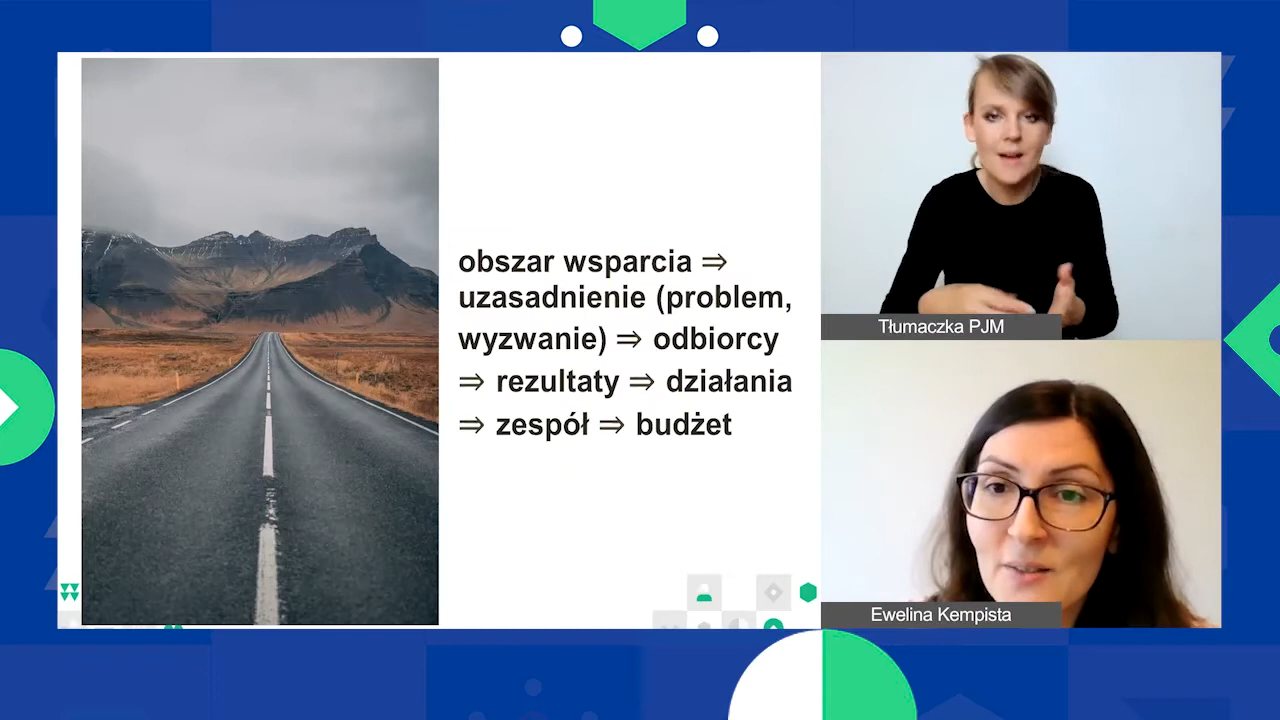 obszar wsparcia ⇒
uzasadnienie (problem,
wyzwanie) ⇒ odbiorcy
⇒ rezultaty ⇒ działania
⇒ zespół ⇒ budżet
Tłumaczka PJM
Ewelina Kempista